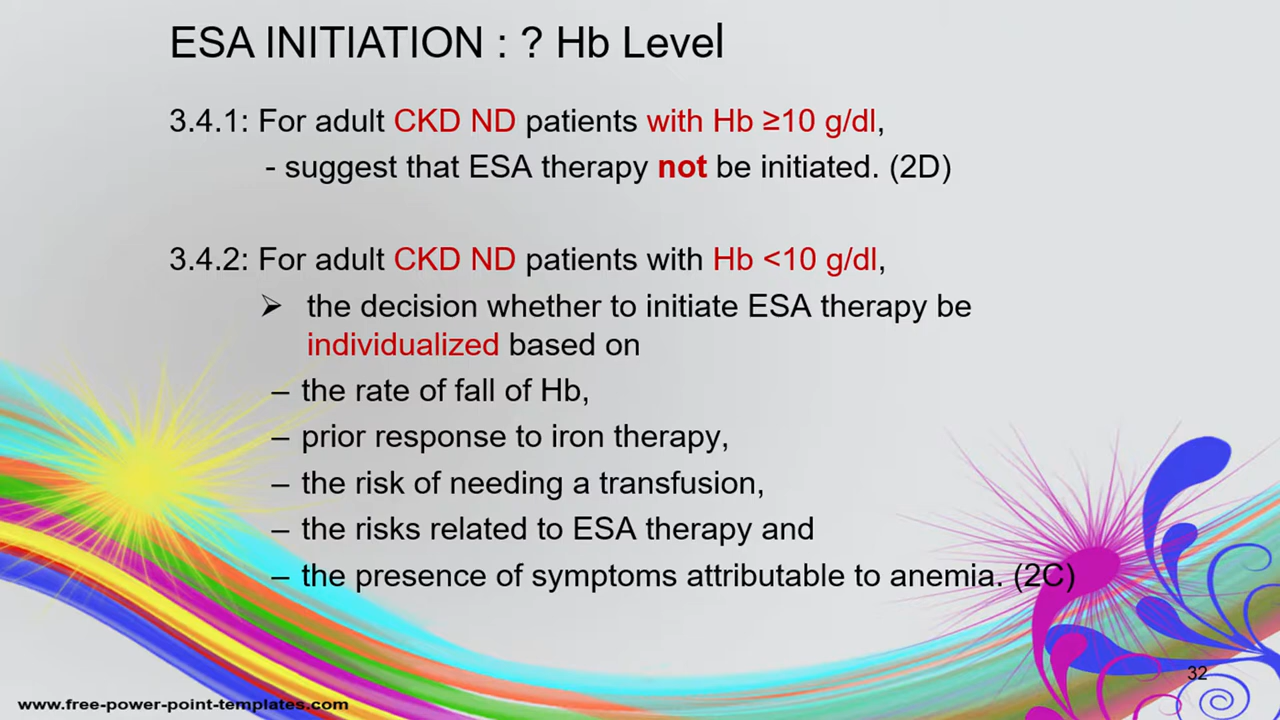 ESA INITIATION : ? Hb Level
3.4.1: For adult CKD ND patients with Hb ≥10 g/dl,
- suggest that ESA therapy not be initiated. (2D)
3.4.2: For adult CKD ND patients with Hb <10 g/dl,
➢ the decision whether to initiate ESA therapy be
individualized based on
– the rate of fall of Hb,
– prior response to iron therapy,
– the risk of needing a transfusion,
– the risks related to ESA therapy and
– the presence of symptoms attributable to anemia. (2C)
32
www.free-power-point-templates.com